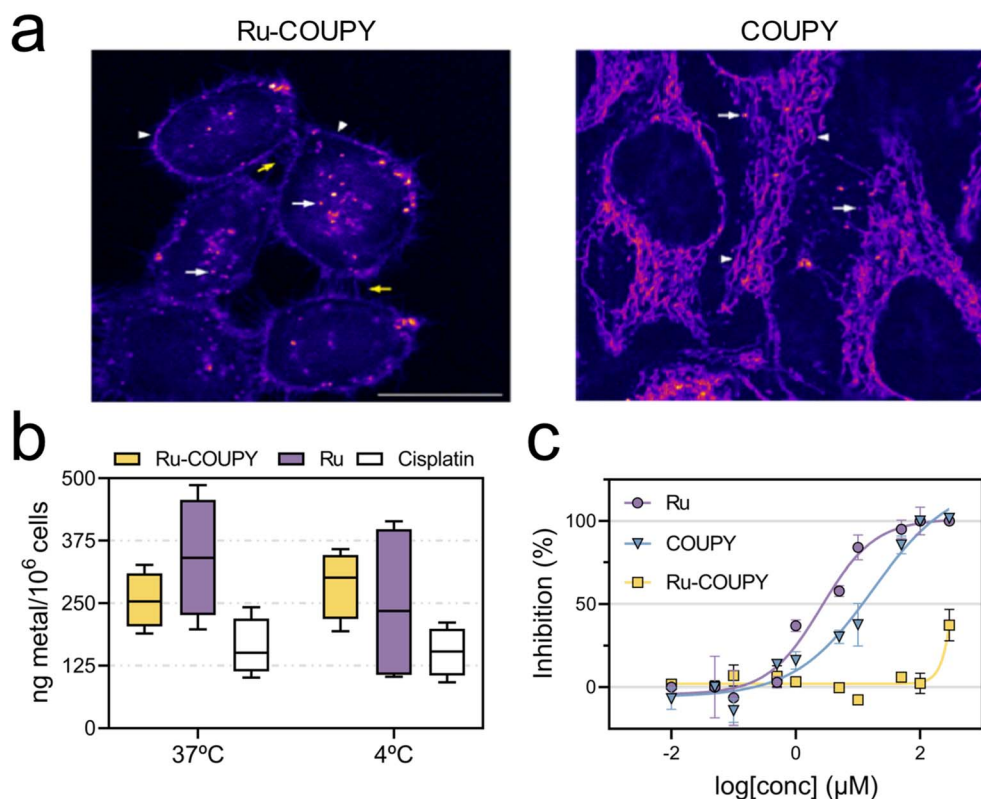 a
Ru-COUPY
COUPY
b
Ru-COUPY Ru Cisplatin
ng metal/10⁶ cells
500
375
250
125
0
37ºC 4ºC
c
Ru
COUPY
Ru-COUPY
Inhibition (%)
100
50
0
-2 0 2
log[conc] (µM)